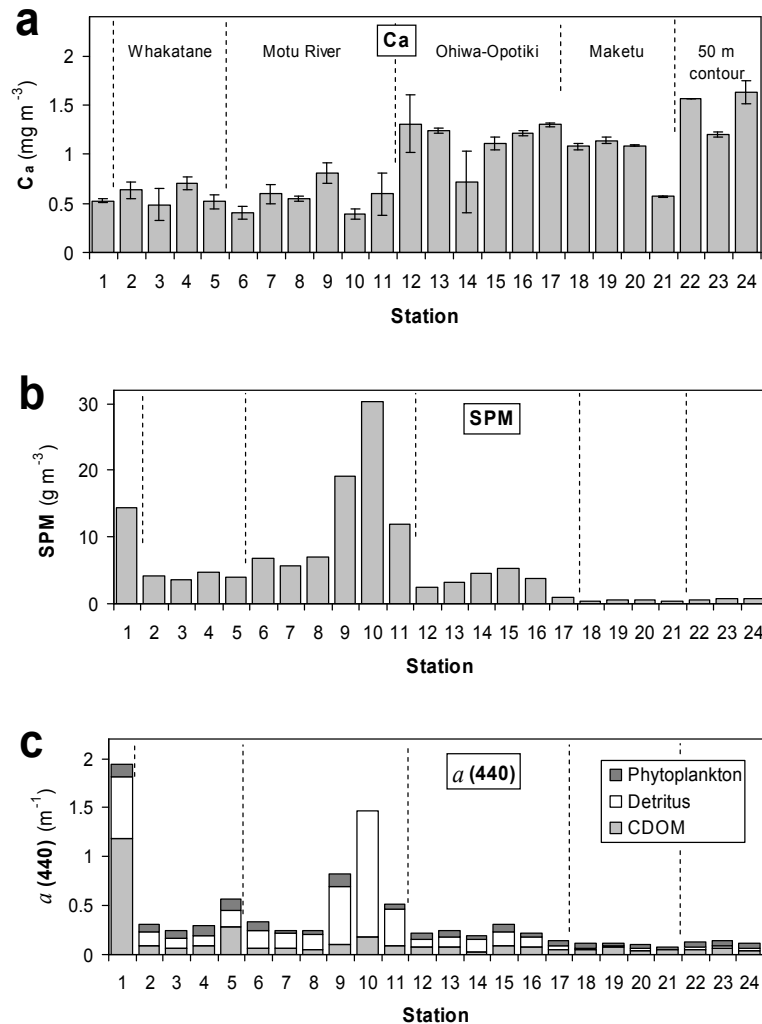 a
Whakatane Motu River Ca Ohiwa-Opotiki Maketu 50 m contour
Ca (mg m-3)
2
1.5
1
0.5
0
1 2 3 4 5 6 7 8 9 10 11 12 13 14 15 16 17 18 19 20 21 22 23 24
Station
b
SPM
SPM (g m-3)
30
20
10
0
1 2 3 4 5 6 7 8 9 10 11 12 13 14 15 16 17 18 19 20 21 22 23 24
Station
c
a (440)
a (440) (m-1)
2
1.5
1
0.5
0
Phytoplankton
Detritus
CDOM
1 2 3 4 5 6 7 8 9 10 11 12 13 14 15 16 17 18 19 20 21 22 23 24
Station